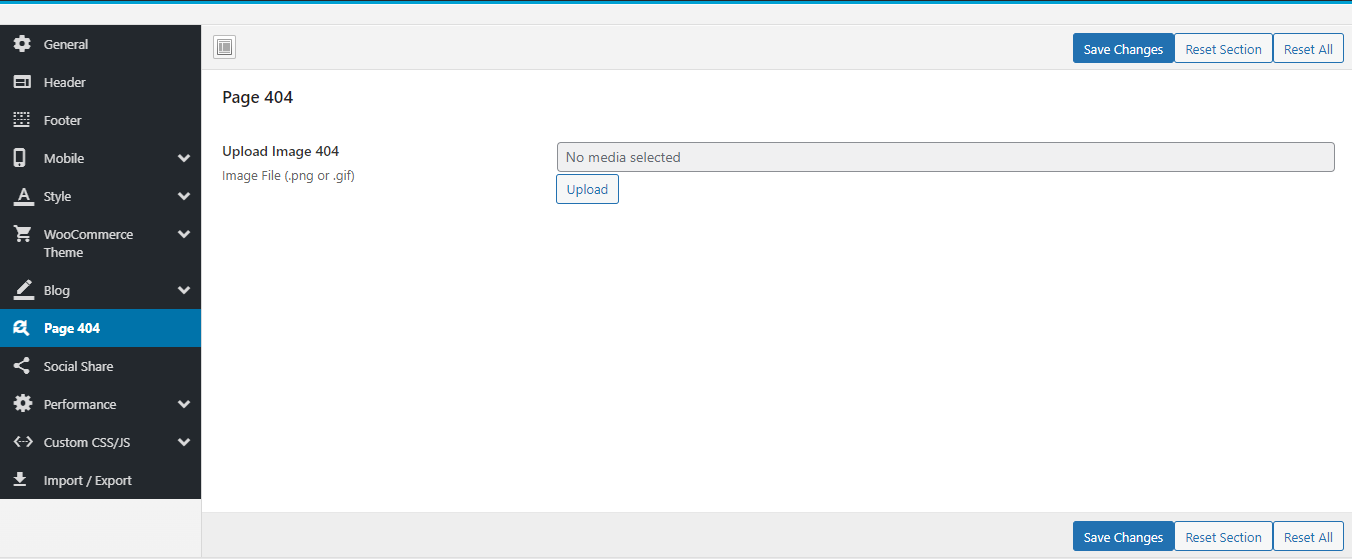 General
Header
Footer
Mobile
Style
WooCommerce
Theme
Blog
Page 404
Social Share
Performance
Custom CSS/JS
Import / Export
Save Changes
Reset Section
Reset All
Page 404
Upload Image 404
Image File (.png or .gif)
No media selected
Upload
Save Changes
Reset Section
Reset All